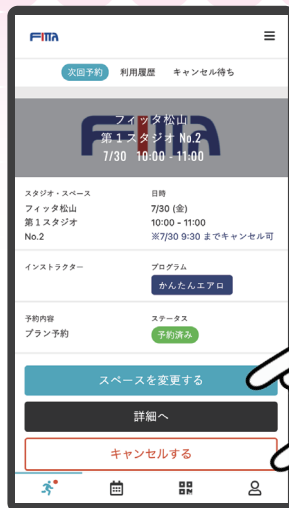 FITTA
次回予約 利用履歴 キャンセル待ち
フィッタ松山
第1スタジオ No.2
7/30 10:00 - 11:00
スタジオ・スペース
フィッタ松山
第1スタジオ
No.2
日時
7/30 (金)
10:00 - 11:00
※7/30 9:30 までキャンセル可
インストラクター
プログラム
かんたんエアロ
予約内容
プラン予約
ステータス
予約済み
スペースを変更する
詳細へ
キャンセルする